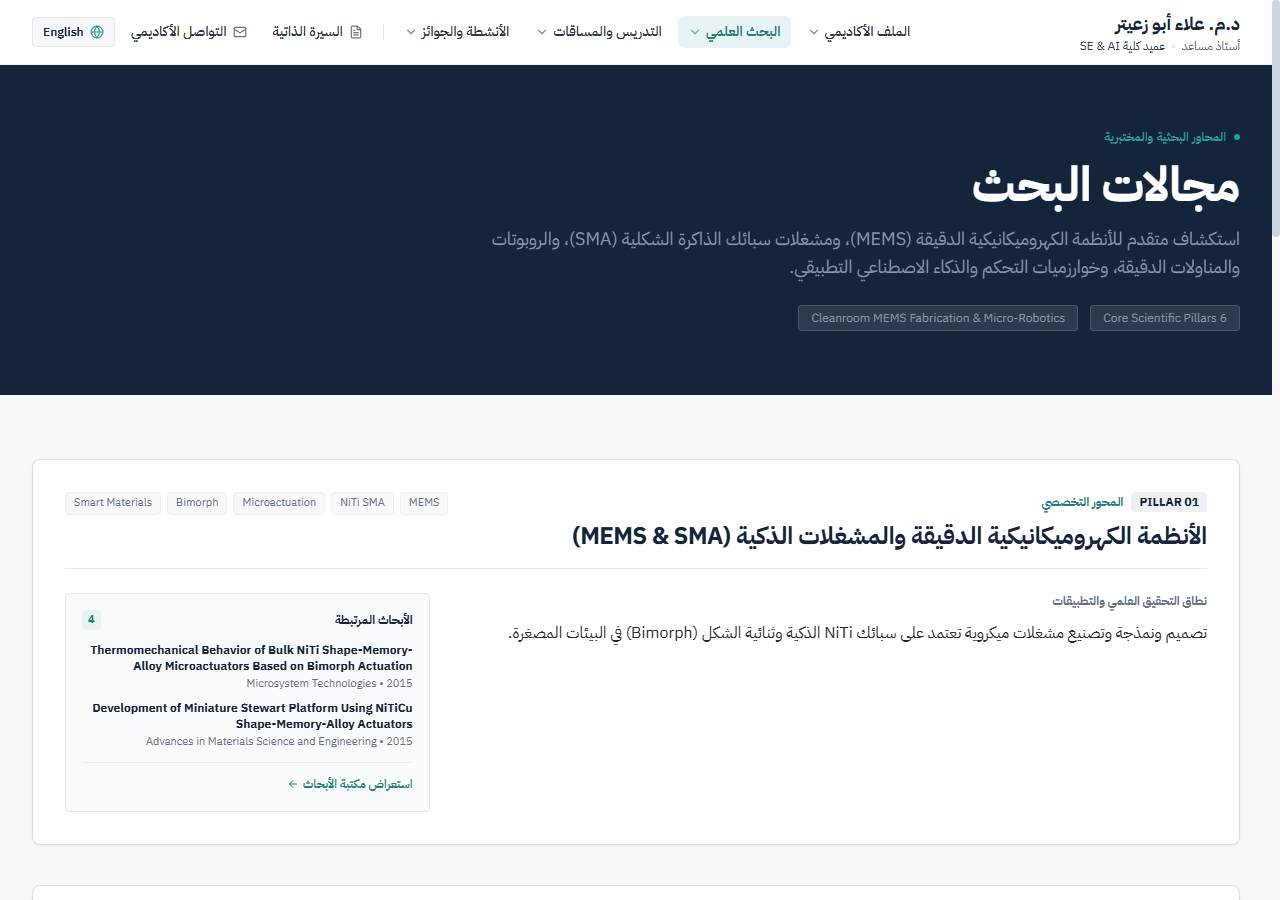 د.م. علاء أبو زعيتر
أستاذ مساعد · عميد كلية SE & AI
الملف الأكاديمي
البحث العلمي
التدريس والمساقات
الأنشطة والجوائز
السيرة الذاتية
التواصل الأكاديمي
English
المحاور البحثية والمختبرية
مجالات البحث
استكشاف متقدم للأنظمة الكهروميكانيكية الدقيقة (MEMS)، ومشغلات سبائك الذاكرة الشكلية (SMA)، والروبوتات
والمناولات الدقيقة، وخوارزميات التحكم والذكاء الاصطناعي التطبيقي.
Core Scientific Pillars 6
Cleanroom MEMS Fabrication & Micro-Robotics
PILLAR 01
المحور التخصصي
MEMS
NiTi SMA
Microactuation
Bimorph
Smart Materials
الأنظمة الكهروميكانيكية الدقيقة والمشغلات الذكية (MEMS & SMA)
نطاق التحقيق العلمي والتطبيقات
تصميم ونمذجة وتصنيع مشغلات ميكروية تعتمد على سبائك NiTi الذكية وثنائية الشكل (Bimorph) في البيئات المصغرة.
الأبحاث المرتبطة
4
Thermomechanical Behavior of Bulk NiTi Shape-Memory-
Alloy Microactuators Based on Bimorph Actuation
Microsystem Technologies • 2015
Development of Miniature Stewart Platform Using NiTiCu
Shape-Memory-Alloy Actuators
Advances in Materials Science and Engineering • 2015
استعراض مكتبة الأبحاث ←